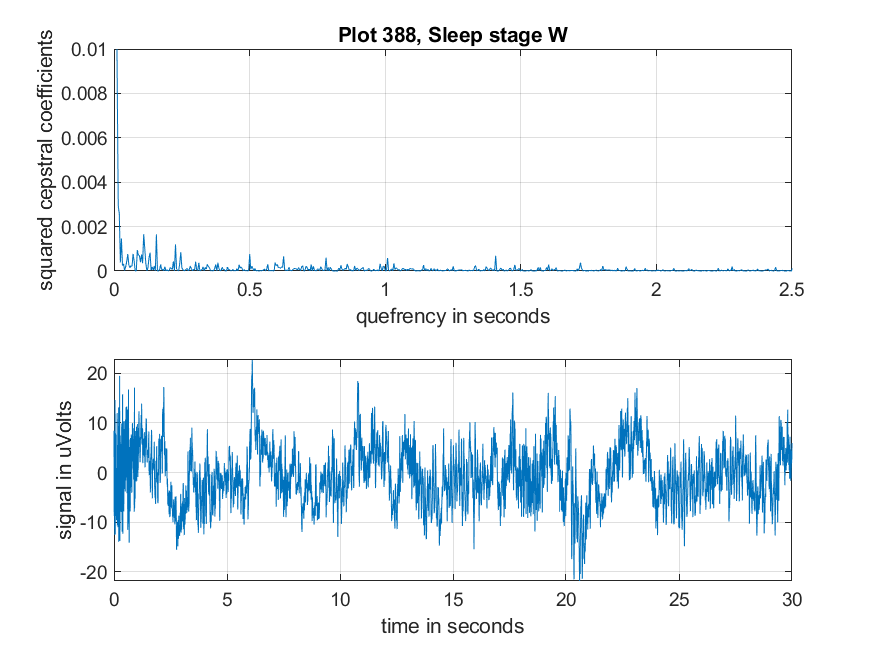 Plot 388, Sleep stage W
squared cepstral coefficients
0.01
0.008
0.006
0.004
0.002
0
0 0.5 1 1.5 2 2.5
quefrency in seconds
signal in uVolts
20
10
0
-10
-20
0 5 10 15 20 25 30
time in seconds